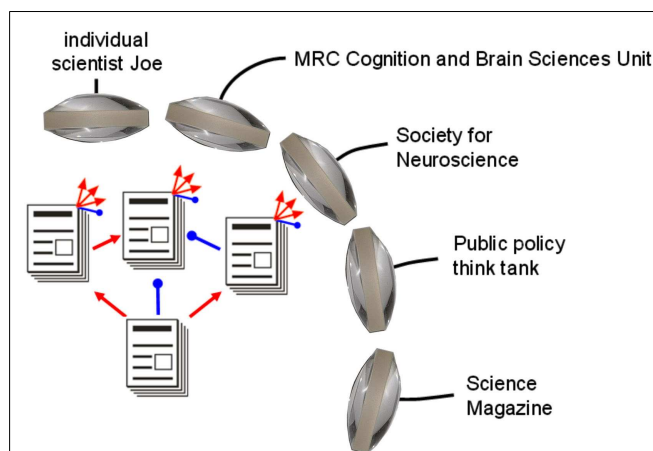 individual
scientist Joe
MRC Cognition and Brain Sciences Unit
Society for
Neuroscience
Public policy
think tank
Science
Magazine